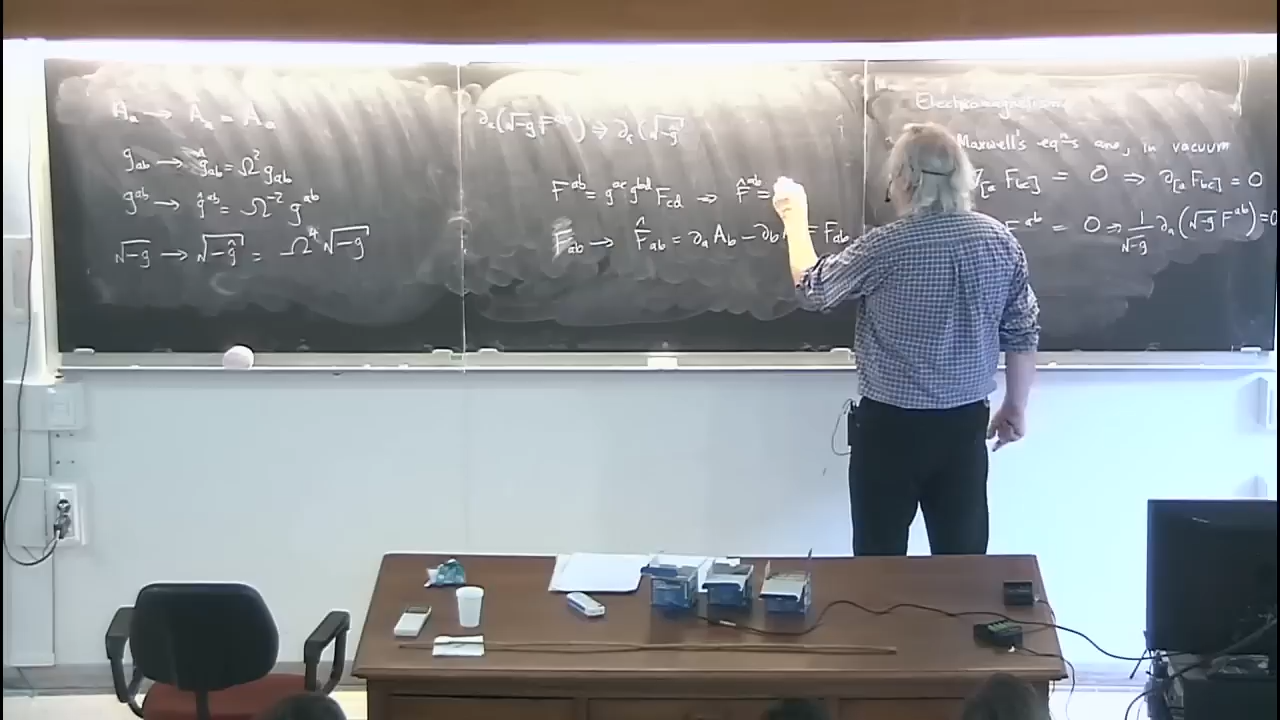 A_a → Â_a = A_a
g_ab → ĝ_ab = Ω² g_ab
g^ab → ĝ^ab = Ω⁻² g^ab
√-g → √-ĝ = Ω⁴ √-g
∂_a(√-g F^ab) ⇒ ∂_a(√-ĝ
F^ab = g^ac g^bd F_cd ⇒ F̂^ab =
F_ab → F̂_ab = ∂_a A_b - ∂_b A = F_ab
Electromagnetism
Maxwell's eqⁿs are, in vacuum
∇_[a F_bc] = 0 ⇒ ∂_[a F_bc] = 0
F^ab = 0 ⇒ 1/√-g ∂_a(√-g F^ab) = 0